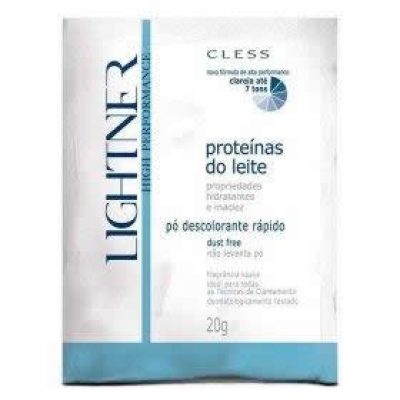 CLESS
LIGHTNER
HIGH PERFORMANCE
nova fórmula de alta performance
clareia até
7 tons
proteínas
do leite
propriedades
hidratantes
e maciez
pó descolorante rápido
dust free
não levanta pó
fragrância suave
ideal para todas
as Técnicas de Clareamento
dermatologicamente testado
20g